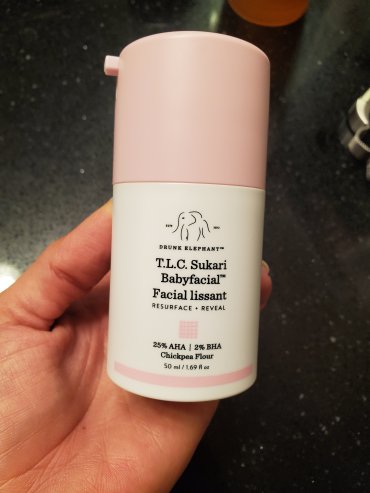 DRUNK ELEPHANT™
T.L.C. Sukari
Babyfacial™
Facial lissant
RESURFACE • REVEAL
25% AHA | 2% BHA
Chickpea Flour
50 ml / 1.69 fl oz